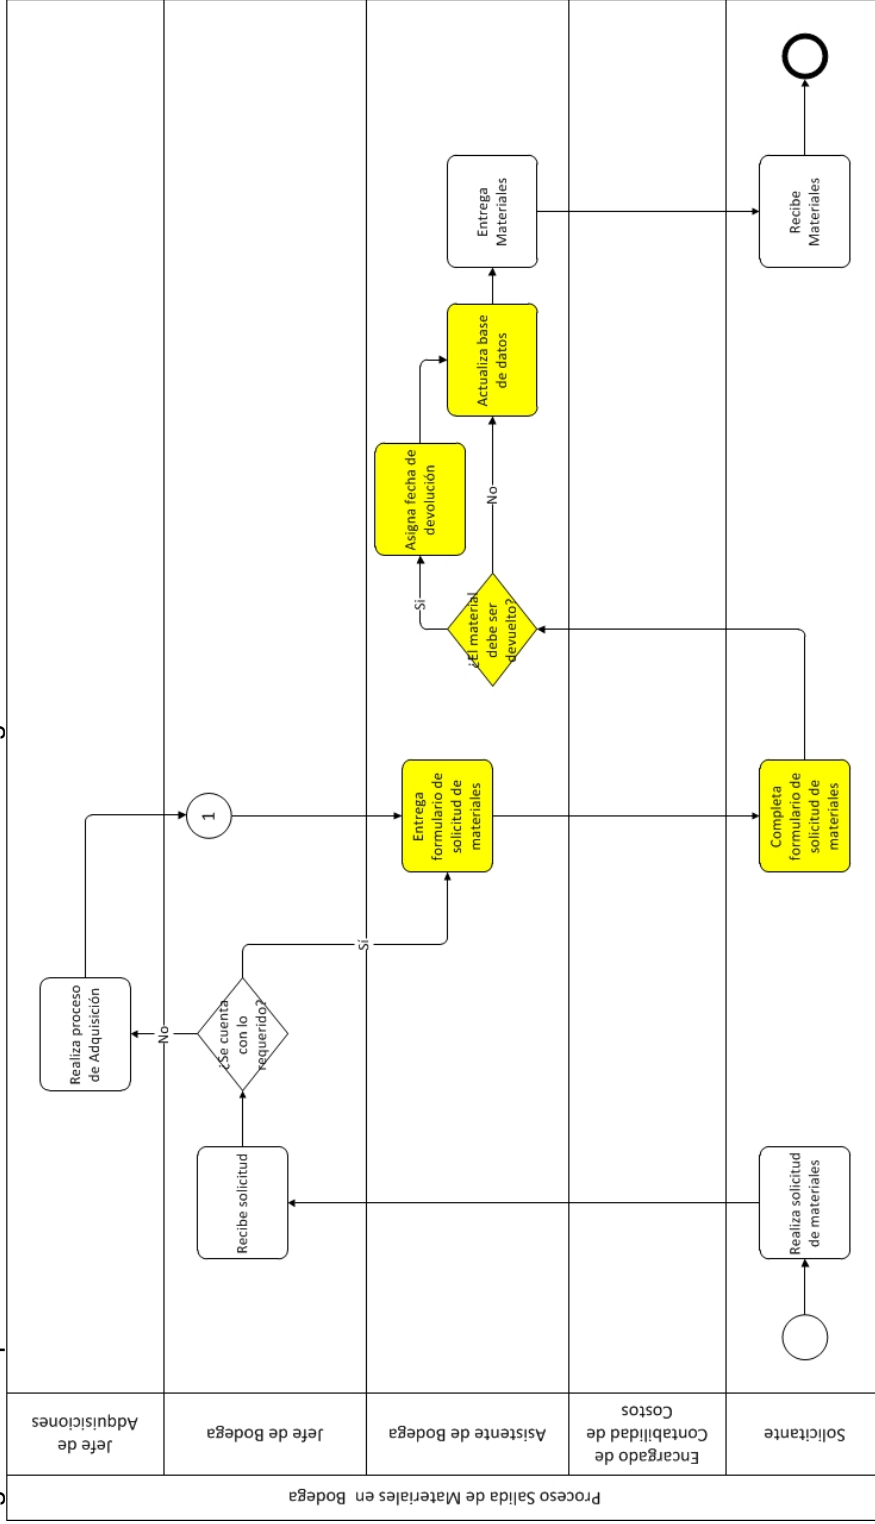 Proceso Salida de Materiales en Bodega
Jefe de
Adquisiciones
Jefe de Bodega
Asistente de Bodega
Encargado de
Contabilidad de
Costos
Solicitante
Realiza solicitud
de materiales
Recibe solicitud
¿Se cuenta
con lo
requerido?
No
Realiza proceso
de Adquisición
Si
1
Entrega
formulario de
solicitud de
materiales
Completa
formulario de
solicitud de
materiales
¿El material
debe ser
devuelto?
Si
Asigna fecha de
devolución
No
Actualiza base
de datos
Entrega
Materiales
Recibe
Materiales